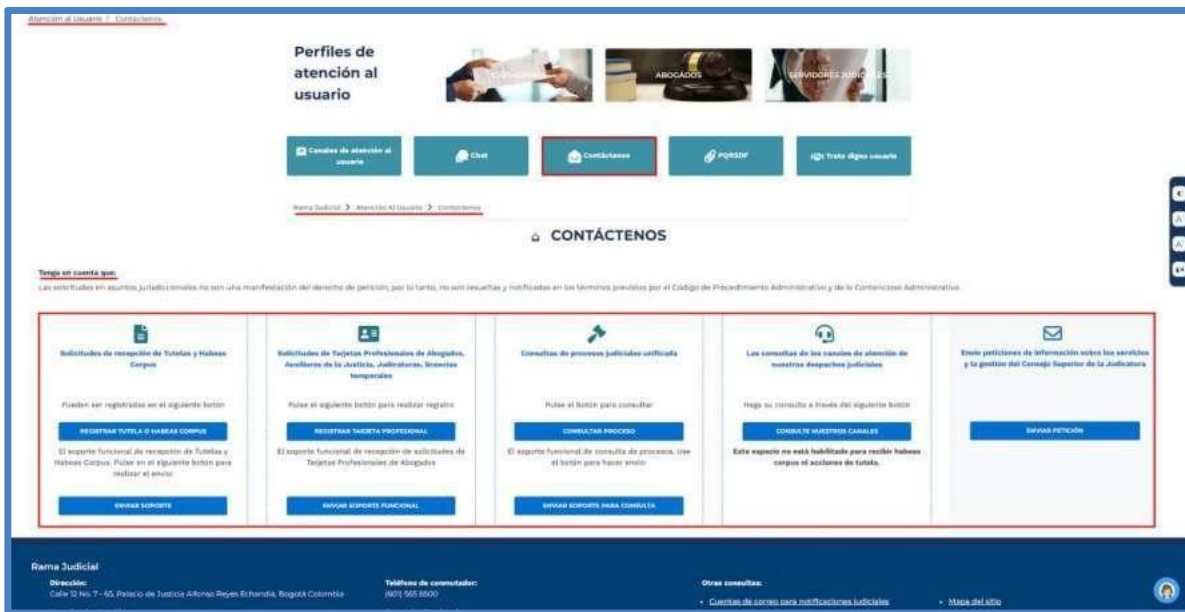 Atención al Usuario / Contáctenos
Perfiles de
atención al
usuario
CIUDADANOS
ABOGADOS
SERVIDORES JUDICIALES
Canales de atención al
usuario
Chat
Contáctenos
PQRSDF
Trato digno usuario
Rama Judicial > Atención Al Usuario > Contáctenos
CONTÁCTENOS
Tenga en cuenta que:
Las solicitudes en asuntos jurisdiccionales no son una manifestación del derecho de petición, por lo tanto, no son resueltas y notificadas en los términos previstos por el Código de Procedimiento Administrativo y de lo Contencioso Administrativo.
Solicitudes de recepción de Tutelas y Habeas
Corpus
Pueden ser registradas en el siguiente botón
REGISTRAR TUTELA O HABEAS CORPUS
El soporte funcional de recepción de Tutelas y
Habeas Corpus. Pulse en el siguiente botón para
realizar el envío:
ENVIAR SOPORTE
Solicitudes de Tarjetas Profesionales de Abogados,
Auxiliares de la Justicia, Judicaturas, licencias
temporales
Pulse el siguiente botón para realizar registro
REGISTRAR TARJETA PROFESIONAL
El soporte funcional de recepción de solicitudes de
Tarjetas Profesionales de Abogados
ENVIAR SOPORTE FUNCIONAL
Consultas de procesos judiciales unificada
Pulse el Botón para consultar
CONSULTAR PROCESO
El soporte funcional de consulta de procesos. Use
el botón para hacer envío:
ENVIAR SOPORTE PARA CONSULTA
Las consultas de los canales de atención de
nuestros despachos judiciales
Haga su consulta a través del siguiente botón
CONSULTE NUESTROS CANALES
Este espacio no está habilitado para recibir habeas
corpus ni acciones de tutela.
Envíe peticiones de información sobre los servicios
y la gestión del Consejo Superior de la Judicatura
ENVIAR PETICIÓN
Rama Judicial
Dirección:
Calle 12 No. 7 - 65, Palacio de Justicia Alfonso Reyes Echandía, Bogotá Colombia
Teléfono de conmutador:
(601) 565 8500
Otras consultas:
Cuentas de correo para notificaciones judiciales
Mapa del sitio